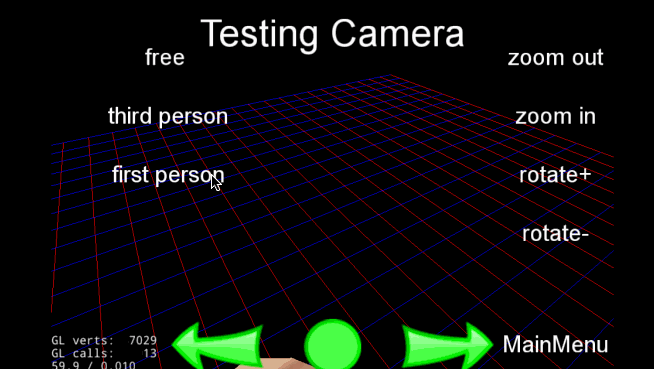 Testing Camera
free
zoom out
third person
zoom in
first person
rotate+
rotate-
GL verts: 7029
GL calls: 13
59.9 / 0.010
MainMenu